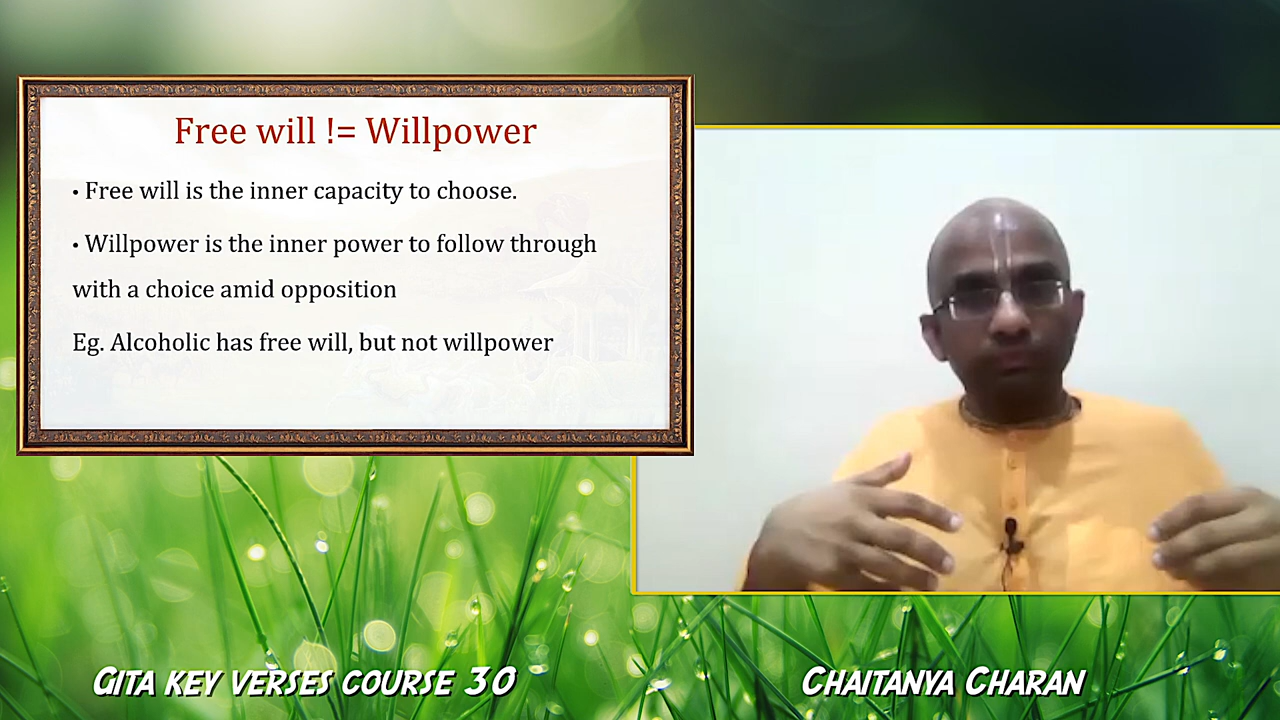 Free will != Willpower
• Free will is the inner capacity to choose.
• Willpower is the inner power to follow through
with a choice amid opposition
Eg. Alcoholic has free will, but not willpower
Gita key verses course 30
Chaitanya Charan